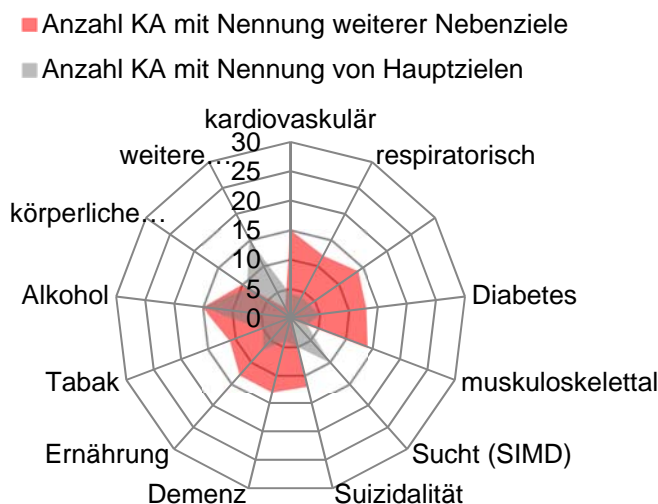 Anzahl KA mit Nennung weiterer Nebenziele
Anzahl KA mit Nennung von Hauptzielen
kardiovaskulär
30
weitere…
respiratorisch
25
20
körperliche…
15
10
5
Alkohol
0
Diabetes
Tabak
muskuloskelettal
Ernährung
Sucht (SIMD)
Demenz
Suizidalität